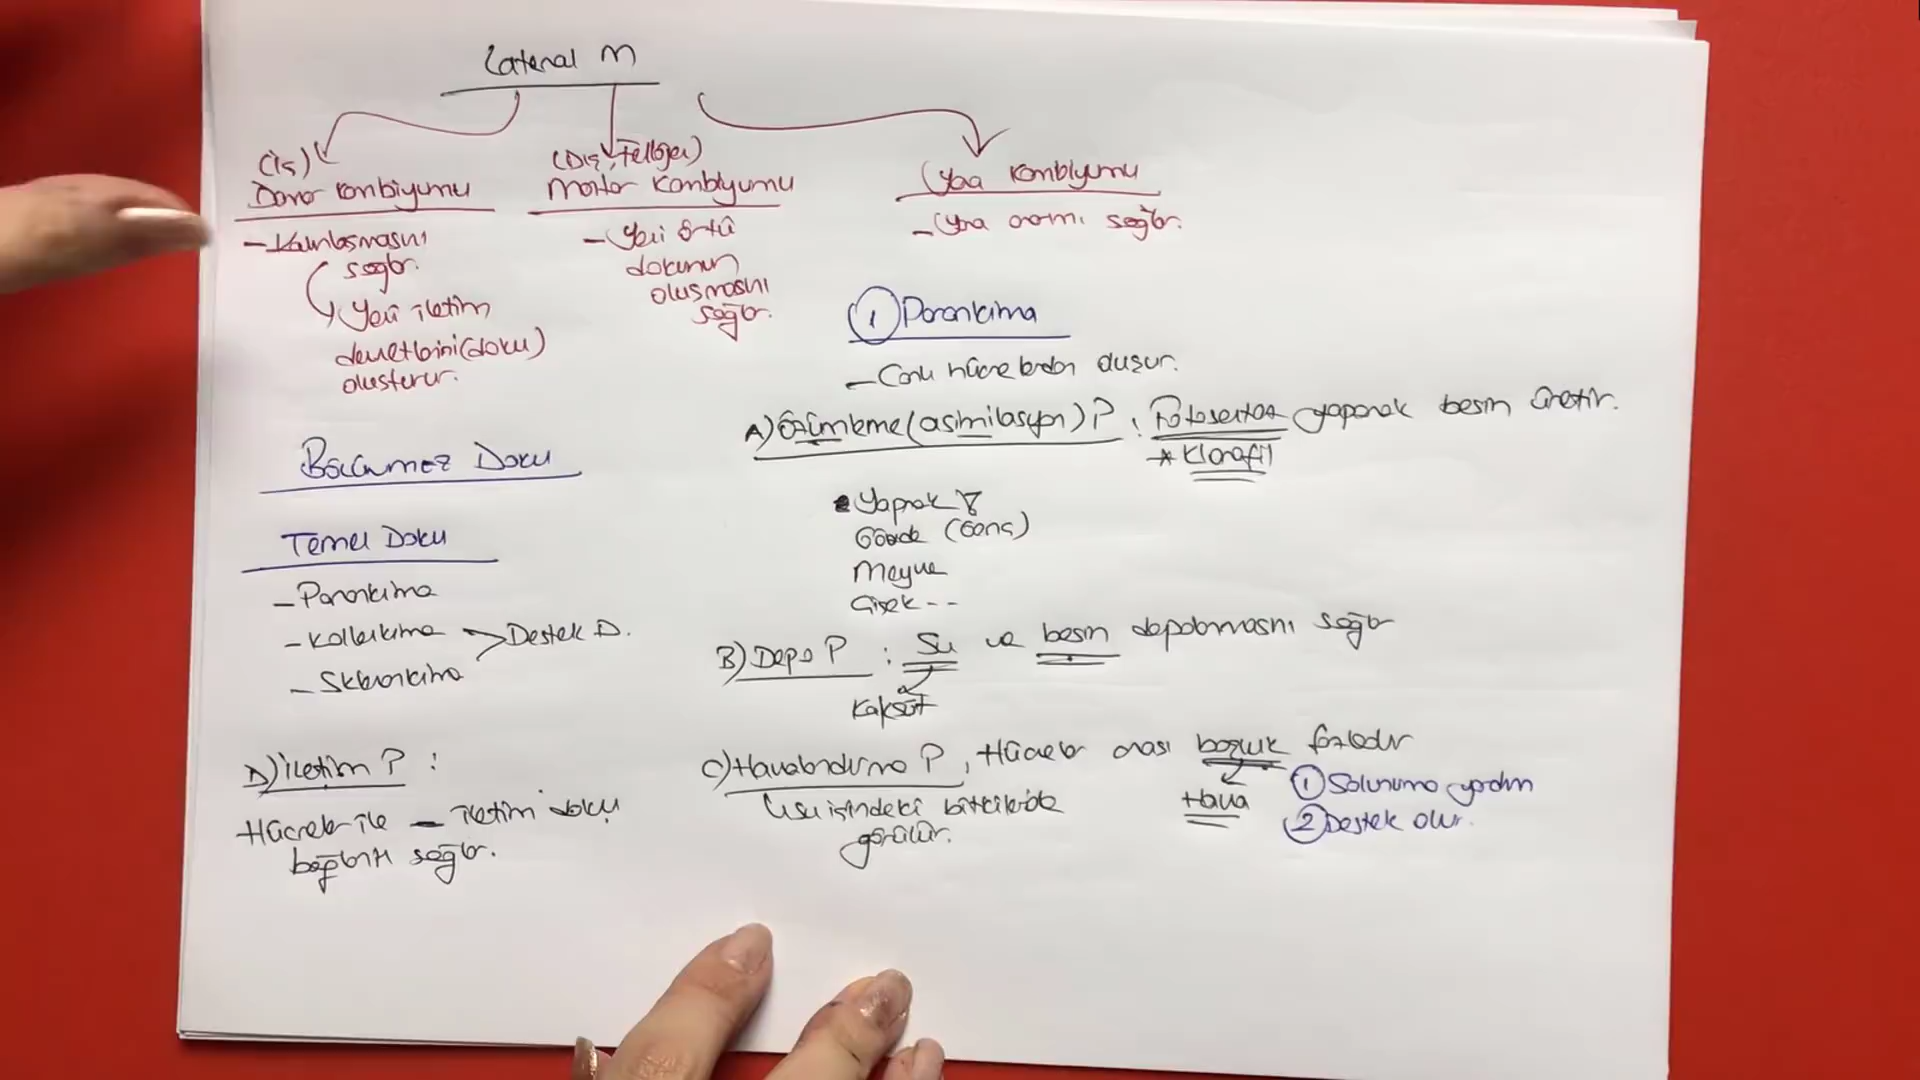 Lateral M
(İç)
Damar kambiyumu
- Kalınlaşmasını
sağlar.
Yeni iletim
demetlerini (doku)
oluşturur.
(Dış, Fellojen)
Mantar Kambiyumu
- Yeni örtü
dokunun
oluşmasını
sağlar.
Yara kambiyumu
- Yara onarımı sağlar.
Bölünmez Doku
Temel Doku
- Parankima
- Kollenkima > Destek D.
- Sklerankima
① Parankima
- Canlı hücrelerden oluşur.
A) Özümleme (asimilasyon) P : Fotosentez yaparak besin üretir.
* Klorofil
• Yaprak
Gövde (Genç)
Meyve
Çiçek - -
B) Depo P : Su ve besin depolanmasını sağlar
Kaktüs
C) Havalandırma P, Hücreler arası boşluk fazladır
Hava
Su içindeki bitkilerde
görülür.
① Solunuma yardım
② Destek olur.
D) İletim P :
Hücreler ile – iletim doku
bağlantı sağlar.